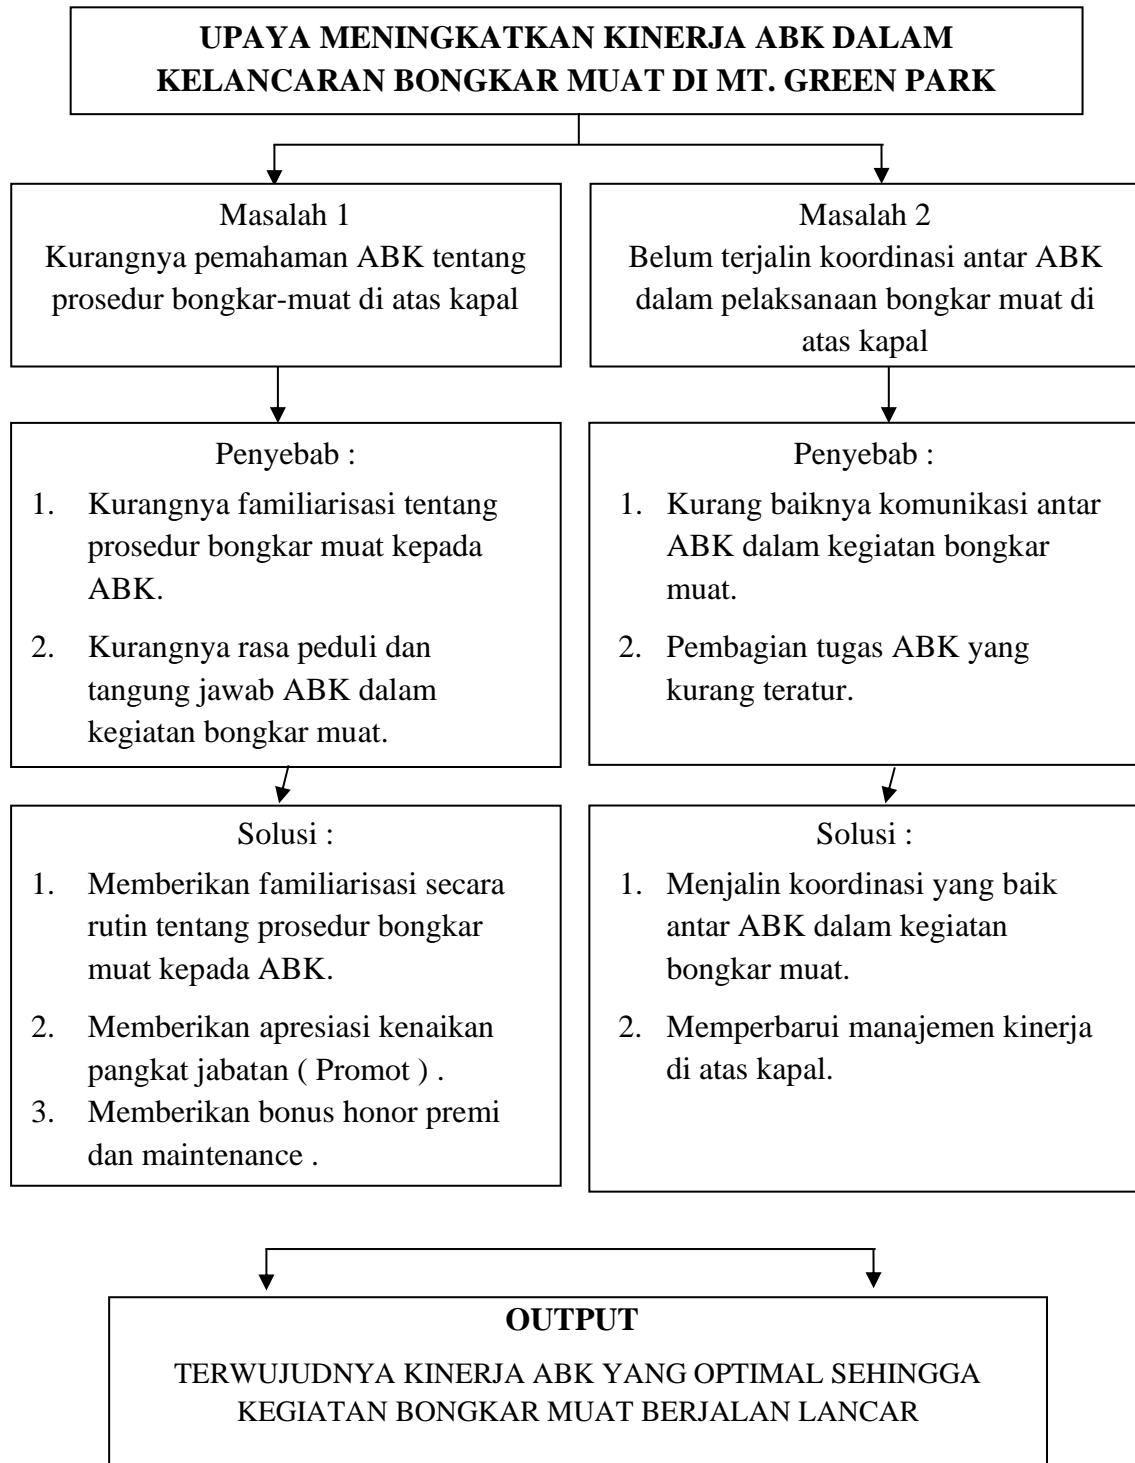 UPAYA MENINGKATKAN KINERJA ABK DALAM
KELANCARAN BONGKAR MUAT DI MT. GREEN PARK
Masalah 1
Kurangnya pemahaman ABK tentang
prosedur bongkar-muat di atas kapal
Masalah 2
Belum terjalin koordinasi antar ABK
dalam pelaksanaan bongkar muat di
atas kapal
Penyebab :
1. Kurangnya familiarisasi tentang
prosedur bongkar muat kepada
ABK.
2. Kurangnya rasa peduli dan
tangung jawab ABK dalam
kegiatan bongkar muat.
Penyebab :
1. Kurang baiknya komunikasi antar
ABK dalam kegiatan bongkar
muat.
2. Pembagian tugas ABK yang
kurang teratur.
Solusi :
1. Memberikan familiarisasi secara
rutin tentang prosedur bongkar
muat kepada ABK.
2. Memberikan apresiasi kenaikan
pangkat jabatan ( Promot ) .
3. Memberikan bonus honor premi
dan maintenance .
Solusi :
1. Menjalin koordinasi yang baik
antar ABK dalam kegiatan
bongkar muat.
2. Memperbarui manajemen kinerja
di atas kapal.
OUTPUT
TERWUJUDNYA KINERJA ABK YANG OPTIMAL SEHINGGA
KEGIATAN BONGKAR MUAT BERJALAN LANCAR